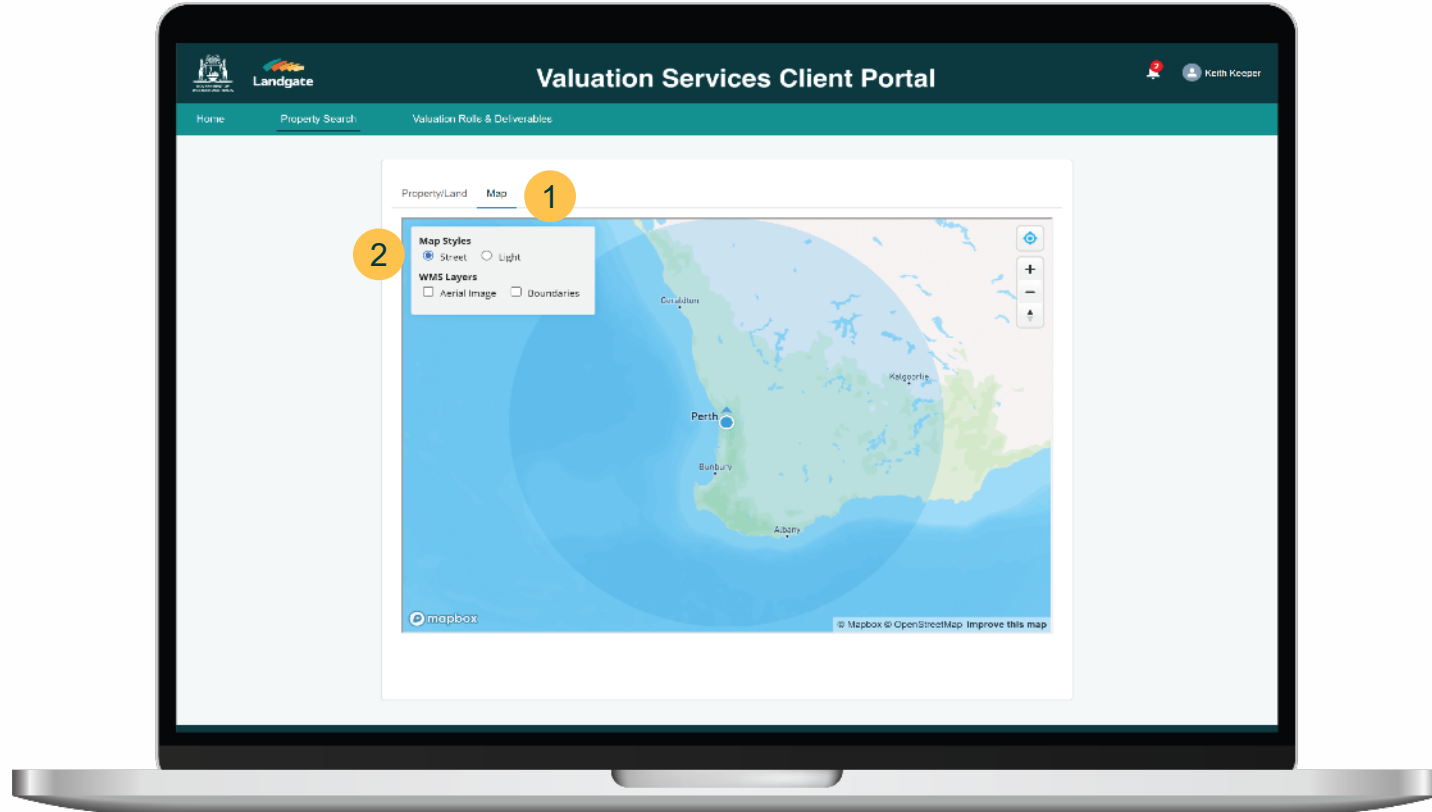 Landgate
Valuation Services Client Portal
Keith Keeper
Home Property Search Valuation Rolls & Deliverables
Property/Land Map 1
2
Map Styles
Street Light
WMS Layers
Aerial Image Boundaries
Geraldton
Kalgoorlie
Perth
Bunbury
Albany
mapbox
© Mapbox © OpenStreetMap Improve this map